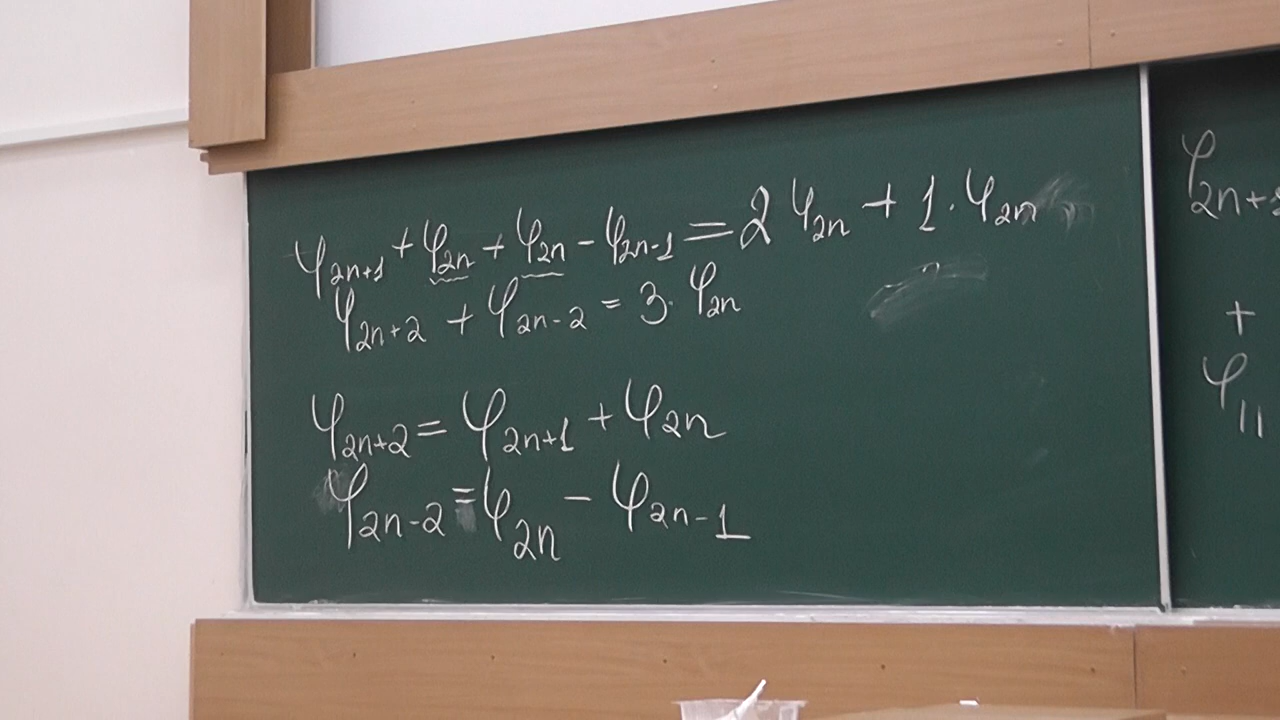 φ₂ₙ₊₁ + φ₂ₙ + φ₂ₙ - φ₂ₙ₋₁ = 2 φ₂ₙ + 1 · φ₂ₙ
φ₂ₙ₊₂ + φ₂ₙ₋₂ = 3 · φ₂ₙ
φ₂ₙ₊₂ = φ₂ₙ₊₁ + φ₂ₙ
φ₂ₙ₋₂ = φ₂ₙ - φ₂ₙ₋₁
φ₂ₙ₊
+
φ